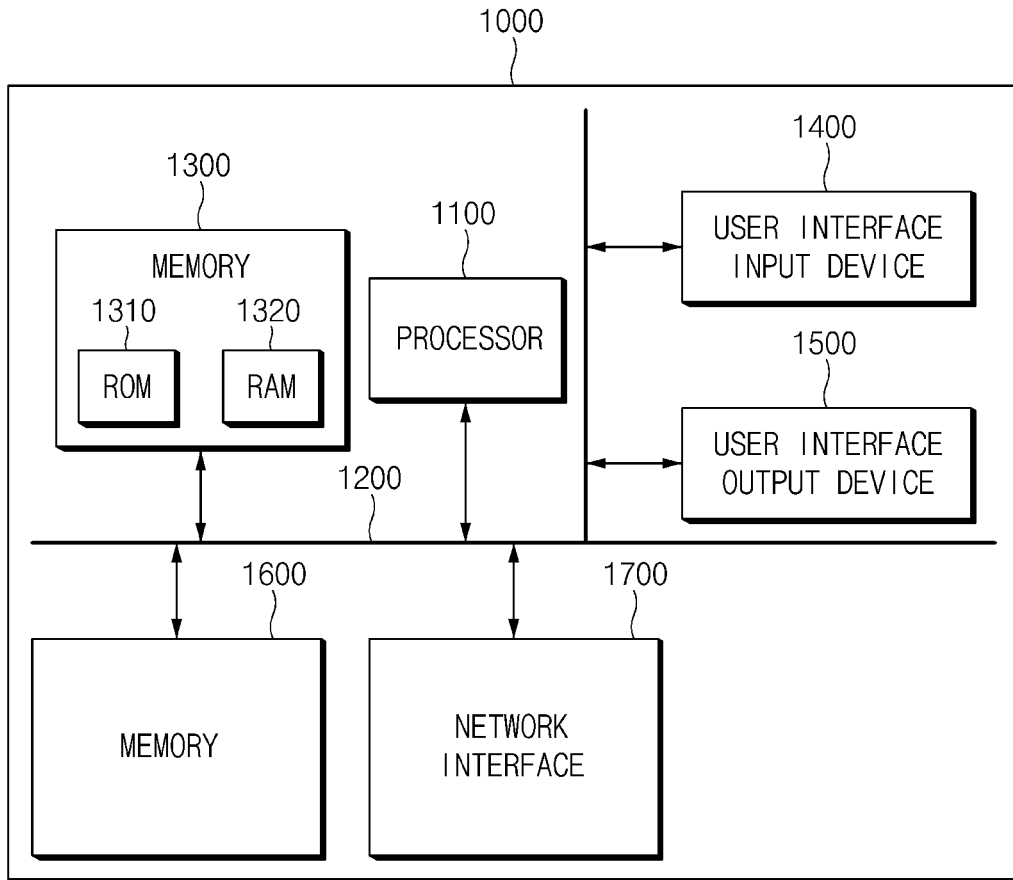 1000
1300
MEMORY
1310
ROM
1320
RAM
1100
PROCESSOR
1400
USER INTERFACE
INPUT DEVICE
1500
USER INTERFACE
OUTPUT DEVICE
1200
1600
MEMORY
1700
NETWORK
INTERFACE